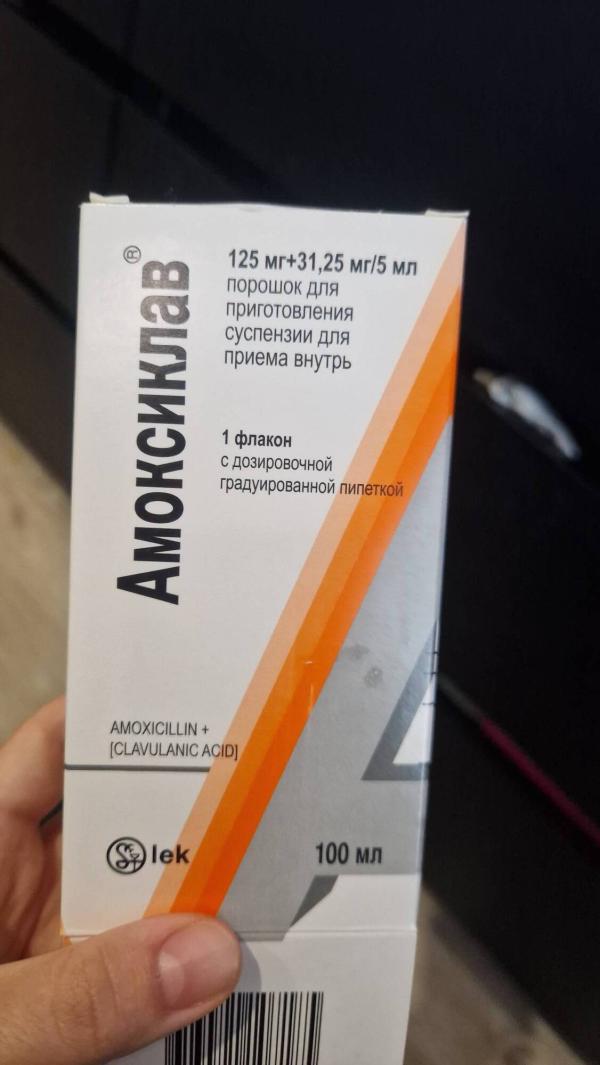 Амоксиклав®
125 мг+31,25 мг/5 мл
порошок для
приготовления
суспензии для
приема внутрь
1 флакон
с дозировочной
градуированной пипеткой
AMOXICILLIN +
[CLAVULANIC ACID]
lek
100 мл